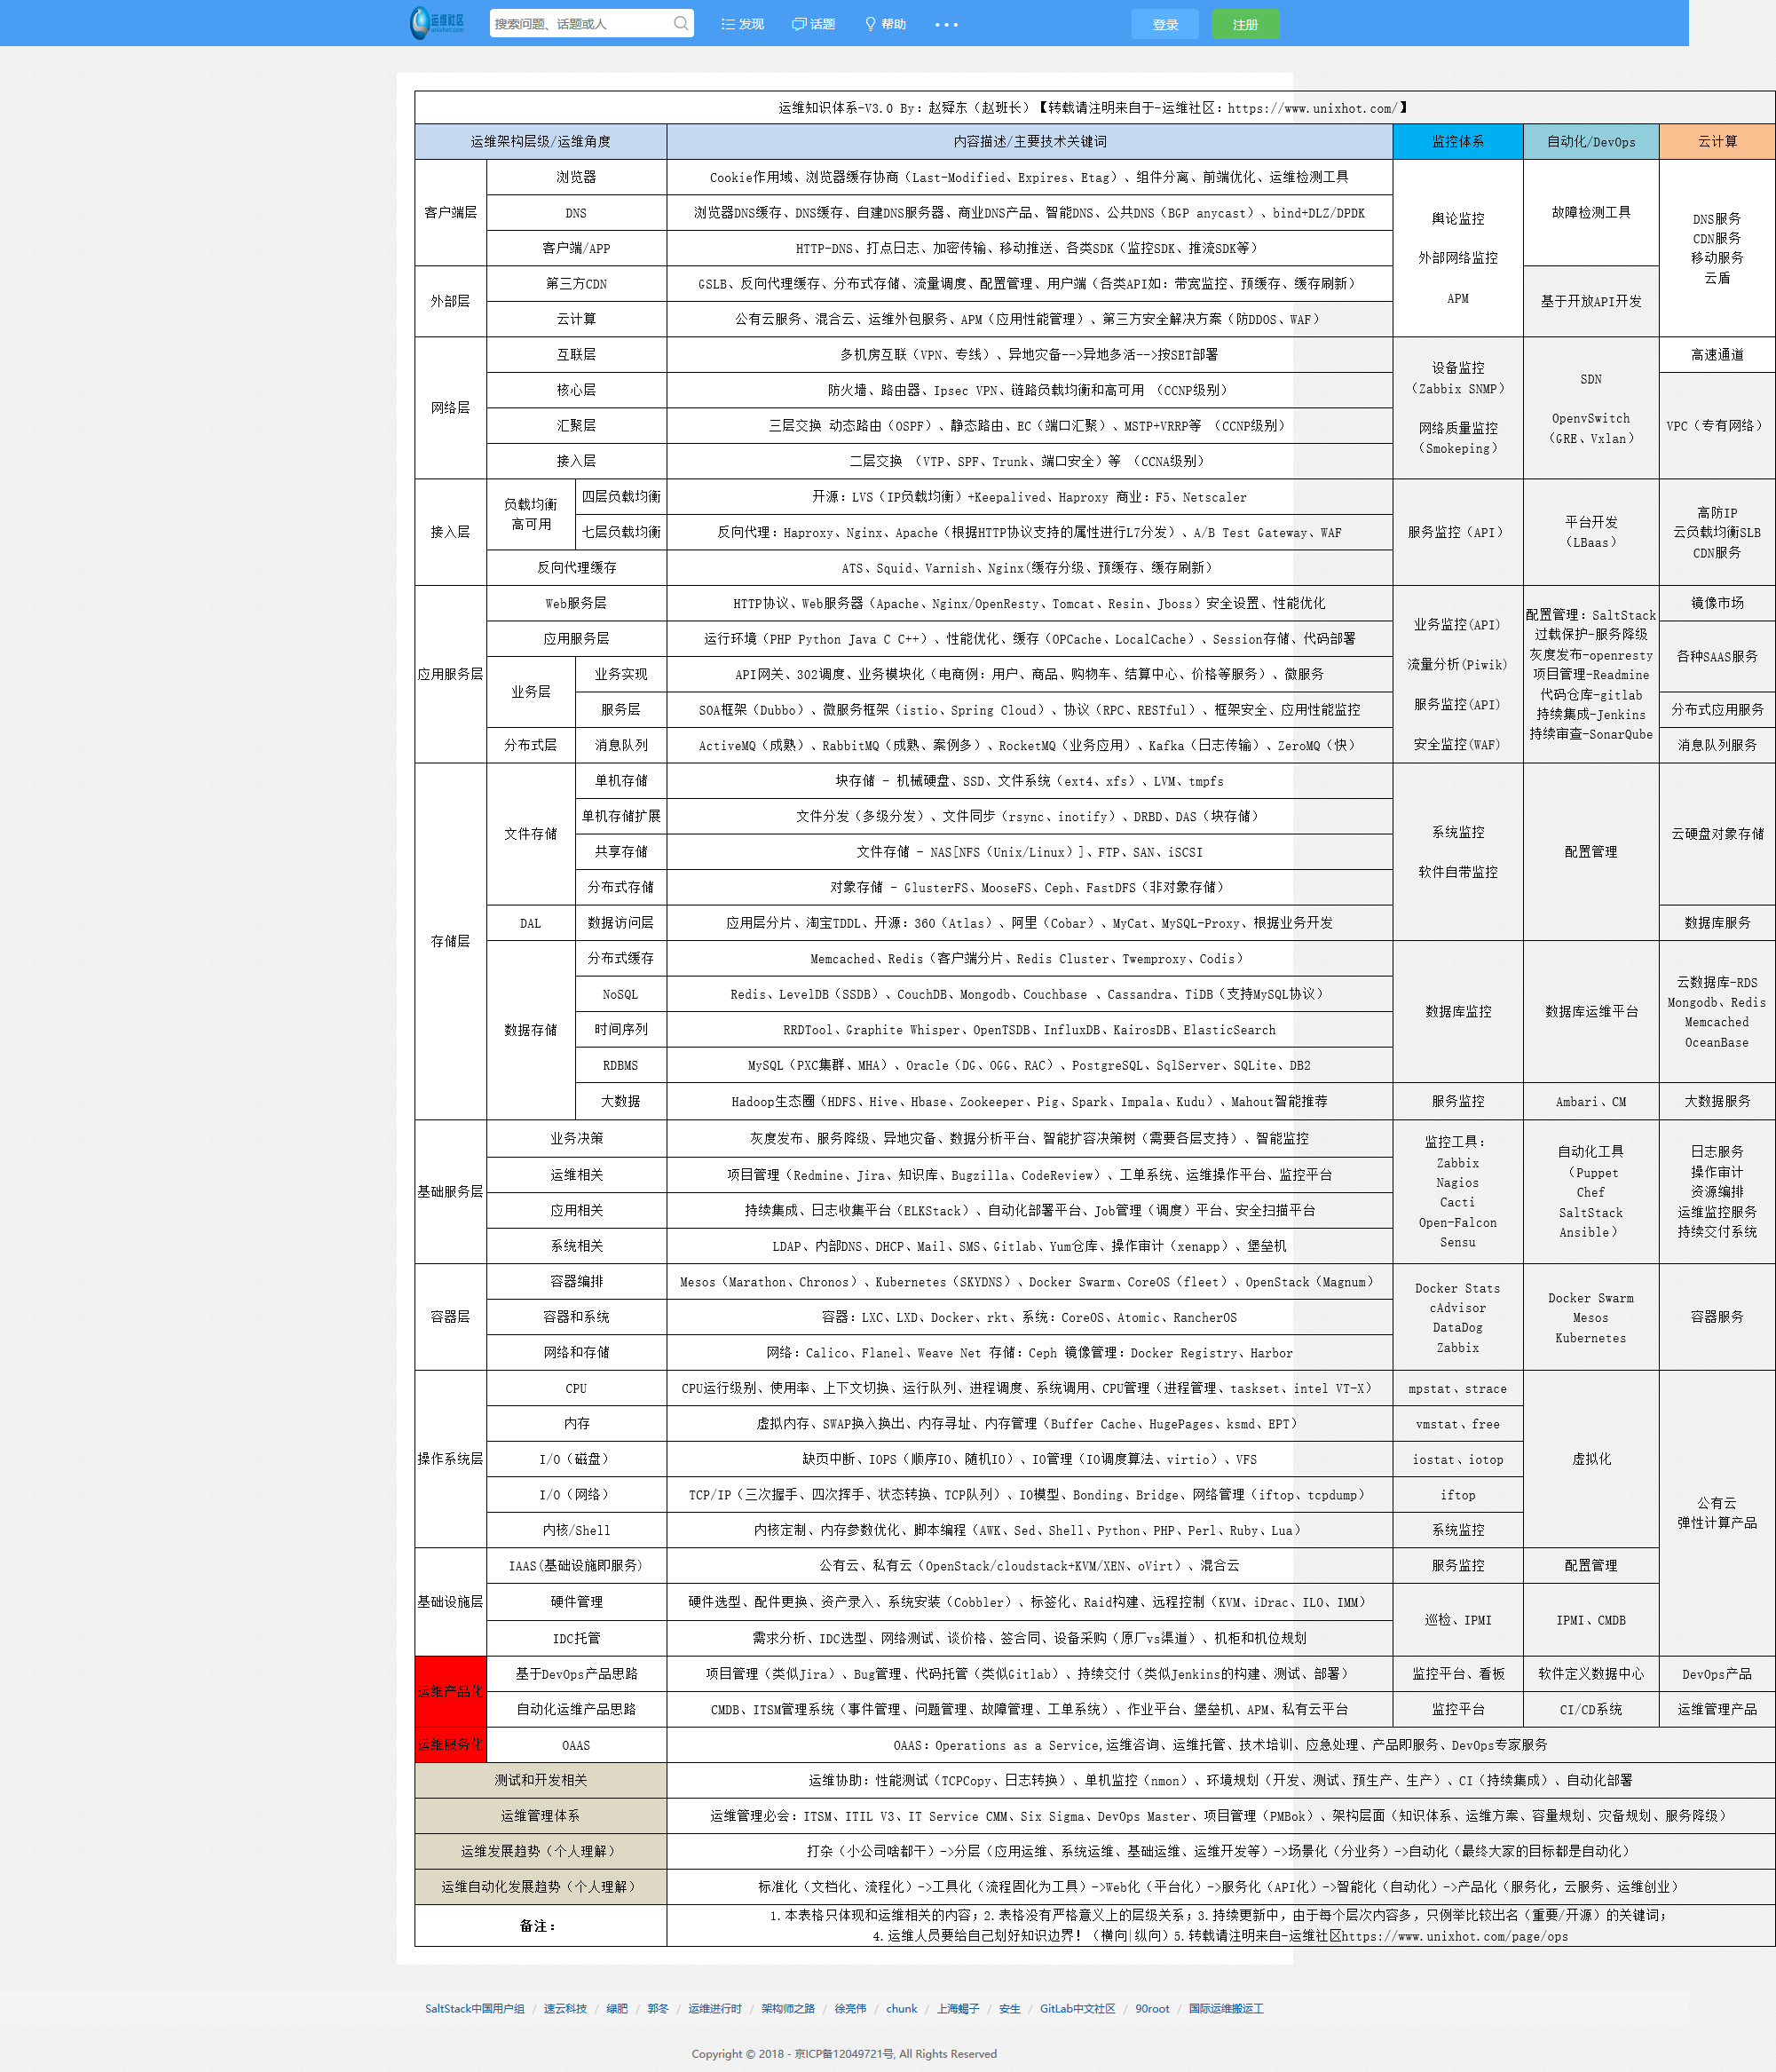 运维社区 unixhot.com 搜索问题、话题或人 发现 话题 帮助 登录 注册
运维知识体系-V3.0 By：赵舜东（赵班长）【转载请注明来自于-运维社区：https://www.unixhot.com/】
运维架构层级/运维角度 内容描述/主要技术关键词 监控体系 自动化/DevOps 云计算
客户端层
浏览器 Cookie作用域、浏览器缓存协商（Last-Modified、Expires、Etag）、组件分离、前端优化、运维检测工具
DNS 浏览器DNS缓存、DNS缓存、自建DNS服务器、商业DNS产品、智能DNS、公共DNS（BGP anycast）、bind+DLZ/DPDK
客户端/APP HTTP-DNS、打点日志、加密传输、移动推送、各类SDK（监控SDK、推流SDK等）
外部层
第三方CDN GSLB、反向代理缓存、分布式存储、流量调度、配置管理、用户端（各类API如：带宽监控、预缓存、缓存刷新）
云计算 公有云服务、混合云、运维外包服务、APM（应用性能管理）、第三方安全解决方案（防DDOS、WAF）
舆论监控
外部网络监控
APM
故障检测工具
基于开放API开发
DNS服务
CDN服务
移动服务
云盾
网络层
互联层 多机房互联（VPN、专线）、异地灾备-->异地多活-->按SET部署
核心层 防火墙、路由器、Ipsec VPN、链路负载均衡和高可用 （CCNP级别）
汇聚层 三层交换 动态路由（OSPF）、静态路由、EC（端口汇聚）、MSTP+VRRP等 （CCNP级别）
接入层 二层交换 （VTP、SPF、Trunk、端口安全）等 （CCNA级别）
设备监控
（Zabbix SNMP）
网络质量监控
（Smokeping）
SDN
OpenvSwitch
（GRE、Vxlan）
高速通道
VPC（专有网络）
接入层
负载均衡
高可用
四层负载均衡 开源：LVS（IP负载均衡）+Keepalived、Haproxy 商业：F5、Netscaler
七层负载均衡 反向代理：Haproxy、Nginx、Apache（根据HTTP协议支持的属性进行L7分发）、A/B Test Gateway、WAF
反向代理缓存 ATS、Squid、Varnish、Nginx(缓存分级、预缓存、缓存刷新）
服务监控（API）
平台开发
（LBaas）
高防IP
云负载均衡SLB
CDN服务
应用服务层
Web服务层 HTTP协议、Web服务器（Apache、Nginx/OpenResty、Tomcat、Resin、Jboss）安全设置、性能优化
应用服务层 运行环境（PHP Python Java C C++）、性能优化、缓存（OPCache、LocalCache）、Session存储、代码部署
业务层
业务实现 API网关、302调度、业务模块化（电商例：用户、商品、购物车、结算中心、价格等服务）、微服务
服务层 SOA框架（Dubbo）、微服务框架（istio、Spring Cloud）、协议（RPC、RESTful）、框架安全、应用性能监控
分布式层 消息队列 ActiveMQ（成熟）、RabbitMQ（成熟、案例多）、RocketMQ（业务应用）、Kafka（日志传输）、ZeroMQ（快）
业务监控(API)
流量分析(Piwik)
服务监控(API)
安全监控(WAF)
配置管理：SaltStack
过载保护-服务降级
灰度发布-openresty
项目管理-Readmine
代码仓库-gitlab
持续集成-Jenkins
持续审查-SonarQube
镜像市场
各种SAAS服务
分布式应用服务
消息队列服务
存储层
文件存储
单机存储 块存储 - 机械硬盘、SSD、文件系统（ext4、xfs）、LVM、tmpfs
单机存储扩展 文件分发（多级分发）、文件同步（rsync、inotify）、DRBD、DAS（块存储）
共享存储 文件存储 - NAS[NFS（Unix/Linux）]、FTP、SAN、iSCSI
分布式存储 对象存储 - GlusterFS、MooseFS、Ceph、FastDFS（非对象存储）
DAL 数据访问层 应用层分片、淘宝TDDL、开源：360（Atlas）、阿里（Cobar）、MyCat、MySQL-Proxy、根据业务开发
系统监控
软件自带监控
配置管理
云硬盘对象存储
数据库服务
数据存储
分布式缓存 Memcached、Redis（客户端分片、Redis Cluster、Twemproxy、Codis）
NoSQL Redis、LevelDB（SSDB）、CouchDB、Mongodb、Couchbase 、Cassandra、TiDB（支持MySQL协议）
时间序列 RRDTool、Graphite Whisper、OpenTSDB、InfluxDB、KairosDB、ElasticSearch
RDBMS MySQL（PXC集群、MHA）、Oracle（DG、OGG、RAC）、PostgreSQL、SqlServer、SQLite、DB2
大数据 Hadoop生态圈（HDFS、Hive、Hbase、Zookeeper、Pig、Spark、Impala、Kudu）、Mahout智能推荐 服务监控 Ambari、CM 大数据服务
数据库监控
数据库运维平台
云数据库-RDS
Mongodb、Redis
Memcached
OceanBase
基础服务层
业务决策 灰度发布、服务降级、异地灾备、数据分析平台、智能扩容决策树（需要各层支持）、智能监控
运维相关 项目管理（Redmine、Jira、知识库、Bugzilla、CodeReview）、工单系统、运维操作平台、监控平台
应用相关 持续集成、日志收集平台（ELKStack）、自动化部署平台、Job管理（调度）平台、安全扫描平台
系统相关 LDAP、内部DNS、DHCP、Mail、SMS、Gitlab、Yum仓库、操作审计（xenapp）、堡垒机
监控工具：
Zabbix
Nagios
Cacti
Open-Falcon
Sensu
自动化工具
（Puppet
Chef
SaltStack
Ansible）
日志服务
操作审计
资源编排
运维监控服务
持续交付系统
容器层
容器编排 Mesos（Marathon、Chronos）、Kubernetes（SKYDNS）、Docker Swarm、CoreOS（fleet）、OpenStack（Magnum）
容器和系统 容器：LXC、LXD、Docker、rkt、系统：CoreOS、Atomic、RancherOS
网络和存储 网络：Calico、Flanel、Weave Net 存储：Ceph 镜像管理：Docker Registry、Harbor
Docker Stats
cAdvisor
DataDog
Zabbix
Docker Swarm
Mesos
Kubernetes
容器服务
操作系统层
CPU CPU运行级别、使用率、上下文切换、运行队列、进程调度、系统调用、CPU管理（进程管理、taskset、intel VT-X） mpstat、strace
内存 虚拟内存、SWAP换入换出、内存寻址、内存管理（Buffer Cache、HugePages、ksmd、EPT） vmstat、free
I/O（磁盘） 缺页中断、IOPS（顺序IO、随机IO）、IO管理（IO调度算法、virtio）、VFS iostat、iotop
I/O（网络） TCP/IP（三次握手、四次挥手、状态转换、TCP队列）、IO模型、Bonding、Bridge、网络管理（iftop、tcpdump） iftop
内核/Shell 内核定制、内存参数优化、脚本编程（AWK、Sed、Shell、Python、PHP、Perl、Ruby、Lua） 系统监控
虚拟化
公有云
弹性计算产品
基础设施层
IAAS(基础设施即服务) 公有云、私有云（OpenStack/cloudstack+KVM/XEN、oVirt）、混合云 服务监控 配置管理
硬件管理 硬件选型、配件更换、资产录入、系统安装（Cobbler）、标签化、Raid构建、远程控制（KVM、iDrac、ILO、IMM）
IDC托管 需求分析、IDC选型、网络测试、谈价格、签合同、设备采购（原厂vs渠道）、机柜和机位规划
巡检、IPMI IPMI、CMDB
运维产品化
基于DevOps产品思路 项目管理（类似Jira）、Bug管理、代码托管（类似Gitlab）、持续交付（类似Jenkins的构建、测试、部署） 监控平台、看板 软件定义数据中心 DevOps产品
自动化运维产品思路 CMDB、ITSM管理系统（事件管理、问题管理、故障管理、工单系统）、作业平台、堡垒机、APM、私有云平台 监控平台 CI/CD系统 运维管理产品
运维服务化 OAAS OAAS：Operations as a Service,运维咨询、运维托管、技术培训、应急处理、产品即服务、DevOps专家服务
测试和开发相关 运维协助：性能测试（TCPCopy、日志转换）、单机监控（nmon）、环境规划（开发、测试、预生产、生产）、CI（持续集成）、自动化部署
运维管理体系 运维管理必会：ITSM、ITIL V3、IT Service CMM、Six Sigma、DevOps Master、项目管理（PMBok）、架构层面（知识体系、运维方案、容量规划、灾备规划、服务降级）
运维发展趋势（个人理解） 打杂（小公司啥都干）->分层（应用运维、系统运维、基础运维、运维开发等）->场景化（分业务）->自动化（最终大家的目标都是自动化）
运维自动化发展趋势（个人理解） 标准化（文档化、流程化）->工具化（流程固化为工具）->Web化（平台化）->服务化（API化）->智能化（自动化）->产品化（服务化，云服务、运维创业）
备注： 1.本表格只体现和运维相关的内容；2.表格没有严格意义上的层级关系；3.持续更新中，由于每个层次内容多，只例举比较出名（重要/开源）的关键词；
4.运维人员要给自己划好知识边界！（横向|纵向）5.转载请注明来自-运维社区https://www.unixhot.com/page/ops
SaltStack中国用户组 / 速云科技 / 绿肥 / 郭冬 / 运维进行时 / 架构师之路 / 徐亮伟 / chunk / 上海蝎子 / 安生 / GitLab中文社区 / 90root / 国际运维搬运工
Copyright © 2018 - 京ICP备12049721号, All Rights Reserved